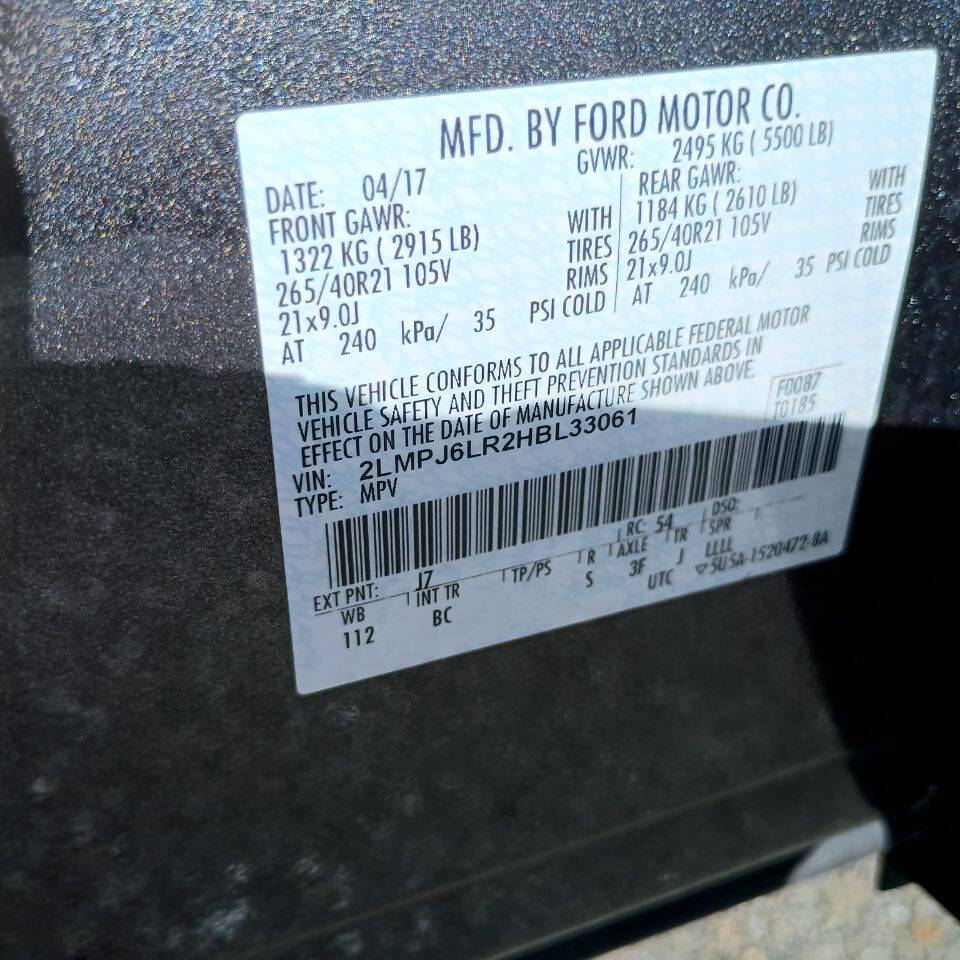 MFD. BY FORD MOTOR CO.
DATE: 04/17 GVWR: 2495 KG ( 5500 LB)
FRONT GAWR: REAR GAWR:
1322 KG ( 2915 LB) WITH 1184 KG ( 2610 LB) WITH
265/40R21 105V TIRES 265/40R21 105V TIRES
21x9.0J RIMS 21x9.0J RIMS
AT 240 kPa/ 35 PSI COLD AT 240 kPa/ 35 PSI COLD
THIS VEHICLE CONFORMS TO ALL APPLICABLE FEDERAL MOTOR
VEHICLE SAFETY AND THEFT PREVENTION STANDARDS IN
EFFECT ON THE DATE OF MANUFACTURE SHOWN ABOVE.
F0087
T0185
VIN: 2LMPJ6LR2HBL33061
TYPE: MPV
EXT PNT: J7 RC: 54 DSO:
WB INT TR TP/PS R AXLE TR SPR
112 BC S 3F J LLLL
UTC ▽5U5A-1520472-BA